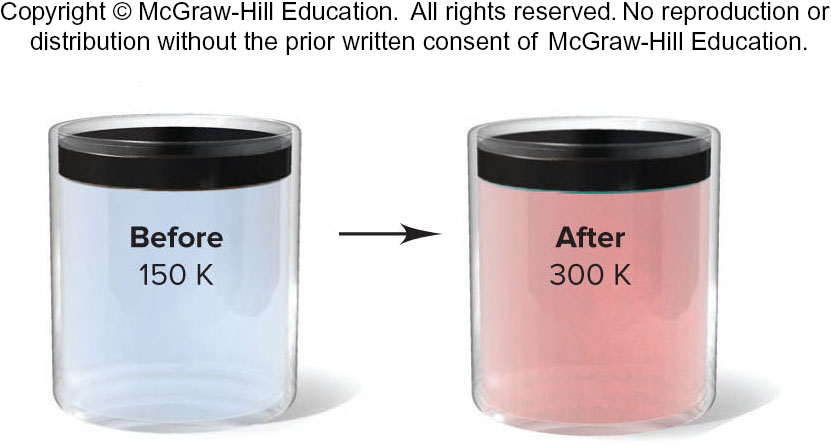 Copyright © McGraw-Hill Education. All rights reserved. No reproduction or
distribution without the prior written consent of McGraw-Hill Education.
Before
150 K
After
300 K